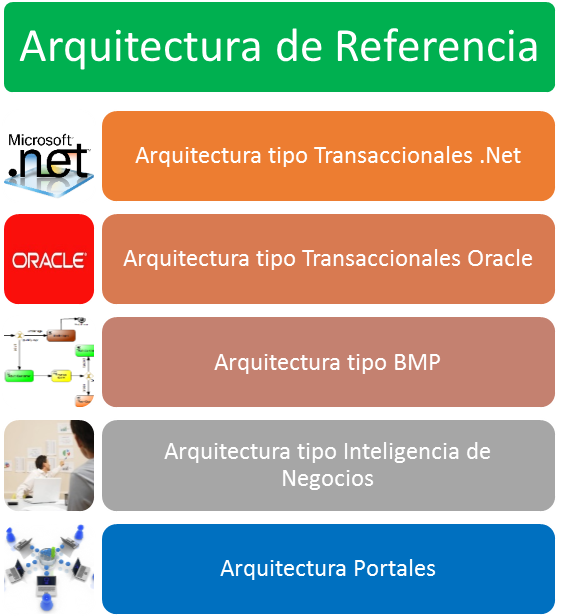 Arquitectura de Referencia
Microsoft
.net
Arquitectura tipo Transaccionales .Net
ORACLE
Arquitectura tipo Transaccionales Oracle
Arquitectura tipo BMP
Arquitectura tipo Inteligencia de
Negocios
Arquitectura Portales